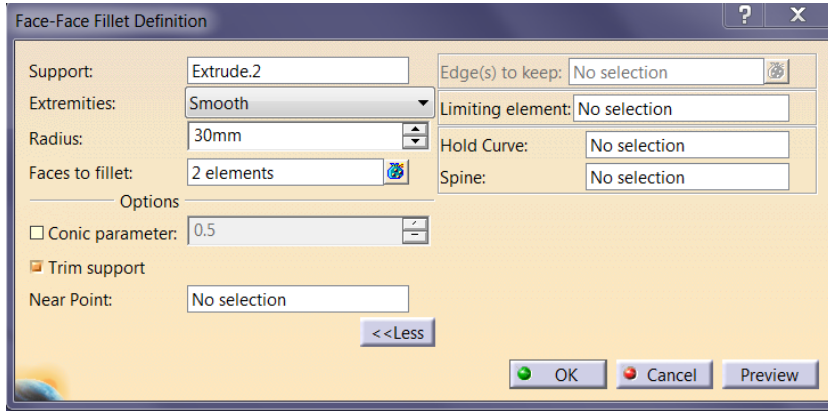 Face-Face Fillet Definition
? X
Support: Extrude.2
Extremities: Smooth
Radius: 30mm
Faces to fillet: 2 elements
Options
Conic parameter: 0.5
Trim support
Near Point: No selection
<<Less
Edge(s) to keep: No selection
Limiting element: No selection
Hold Curve: No selection
Spine: No selection
OK Cancel Preview